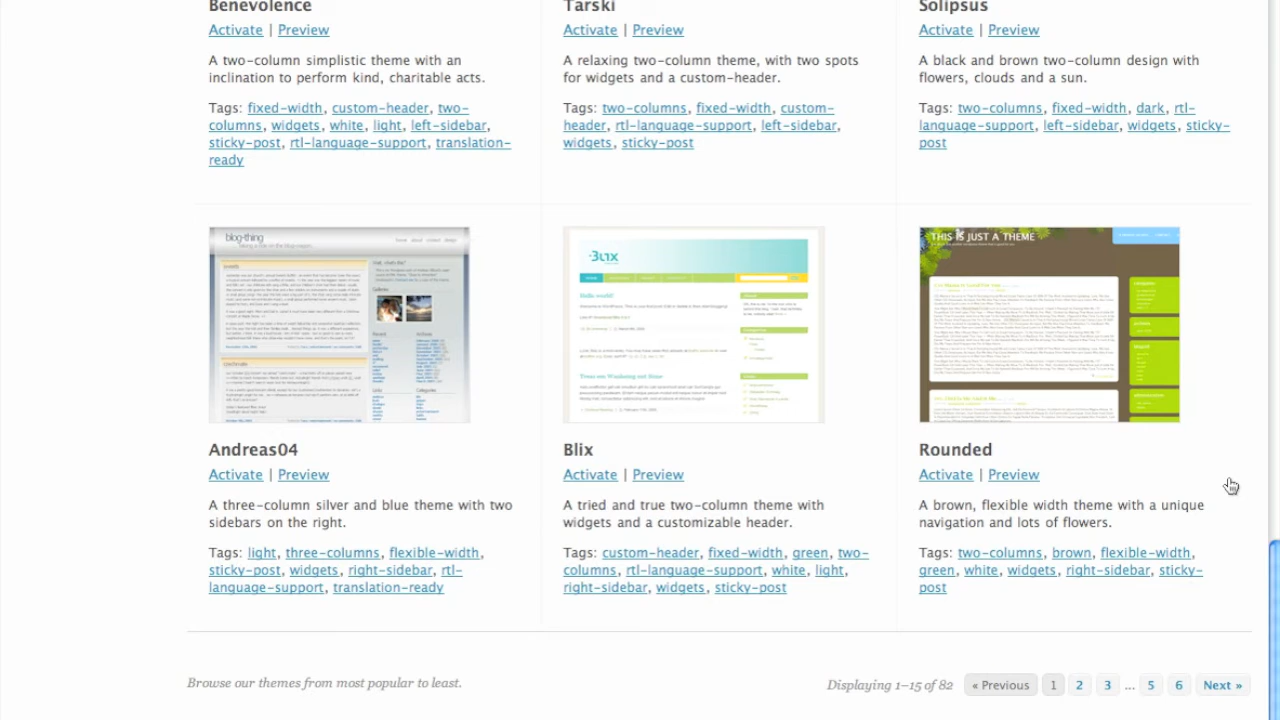 Benevolence
Activate | Preview
A two-column simplistic theme with an
inclination to perform kind, charitable acts.
Tags: fixed-width, custom-header, two-
columns, widgets, white, light, left-sidebar,
sticky-post, rtl-language-support, translation-
ready
Tarski
Activate | Preview
A relaxing two-column theme, with two spots
for widgets and a custom-header.
Tags: two-columns, fixed-width, custom-
header, rtl-language-support, left-sidebar,
widgets, sticky-post
Solipsus
Activate | Preview
A black and brown two-column design with
flowers, clouds and a sun.
Tags: two-columns, fixed-width, dark, rtl-
language-support, left-sidebar, widgets, sticky-
post
blog-thing
Andreas04
Activate | Preview
A three-column silver and blue theme with two
sidebars on the right.
Tags: light, three-columns, flexible-width,
sticky-post, widgets, right-sidebar, rtl-
language-support, translation-ready
Blix
Hello world!
Blix
Activate | Preview
A tried and true two-column theme with
widgets and a customizable header.
Tags: custom-header, fixed-width, green, two-
columns, rtl-language-support, white, light,
right-sidebar, widgets, sticky-post
THIS IS JUST A THEME
Rounded
Activate | Preview
A brown, flexible width theme with a unique
navigation and lots of flowers.
Tags: two-columns, brown, flexible-width,
green, white, widgets, right-sidebar, sticky-
post
Browse our themes from most popular to least.
Displaying 1–15 of 82 « Previous 1 2 3 ... 5 6 Next »